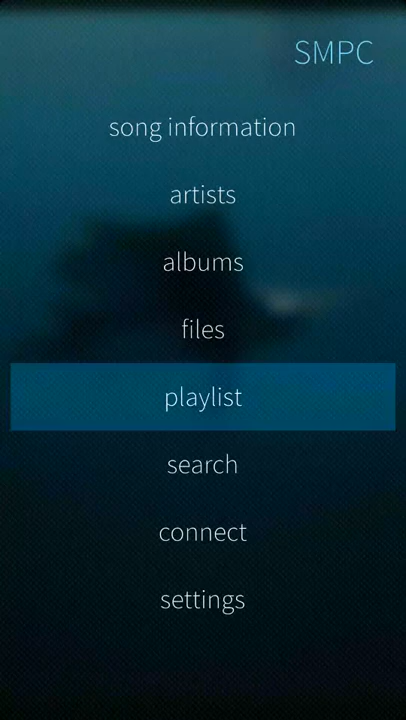 SMPC
song information
artists
albums
files
playlist
search
connect
settings